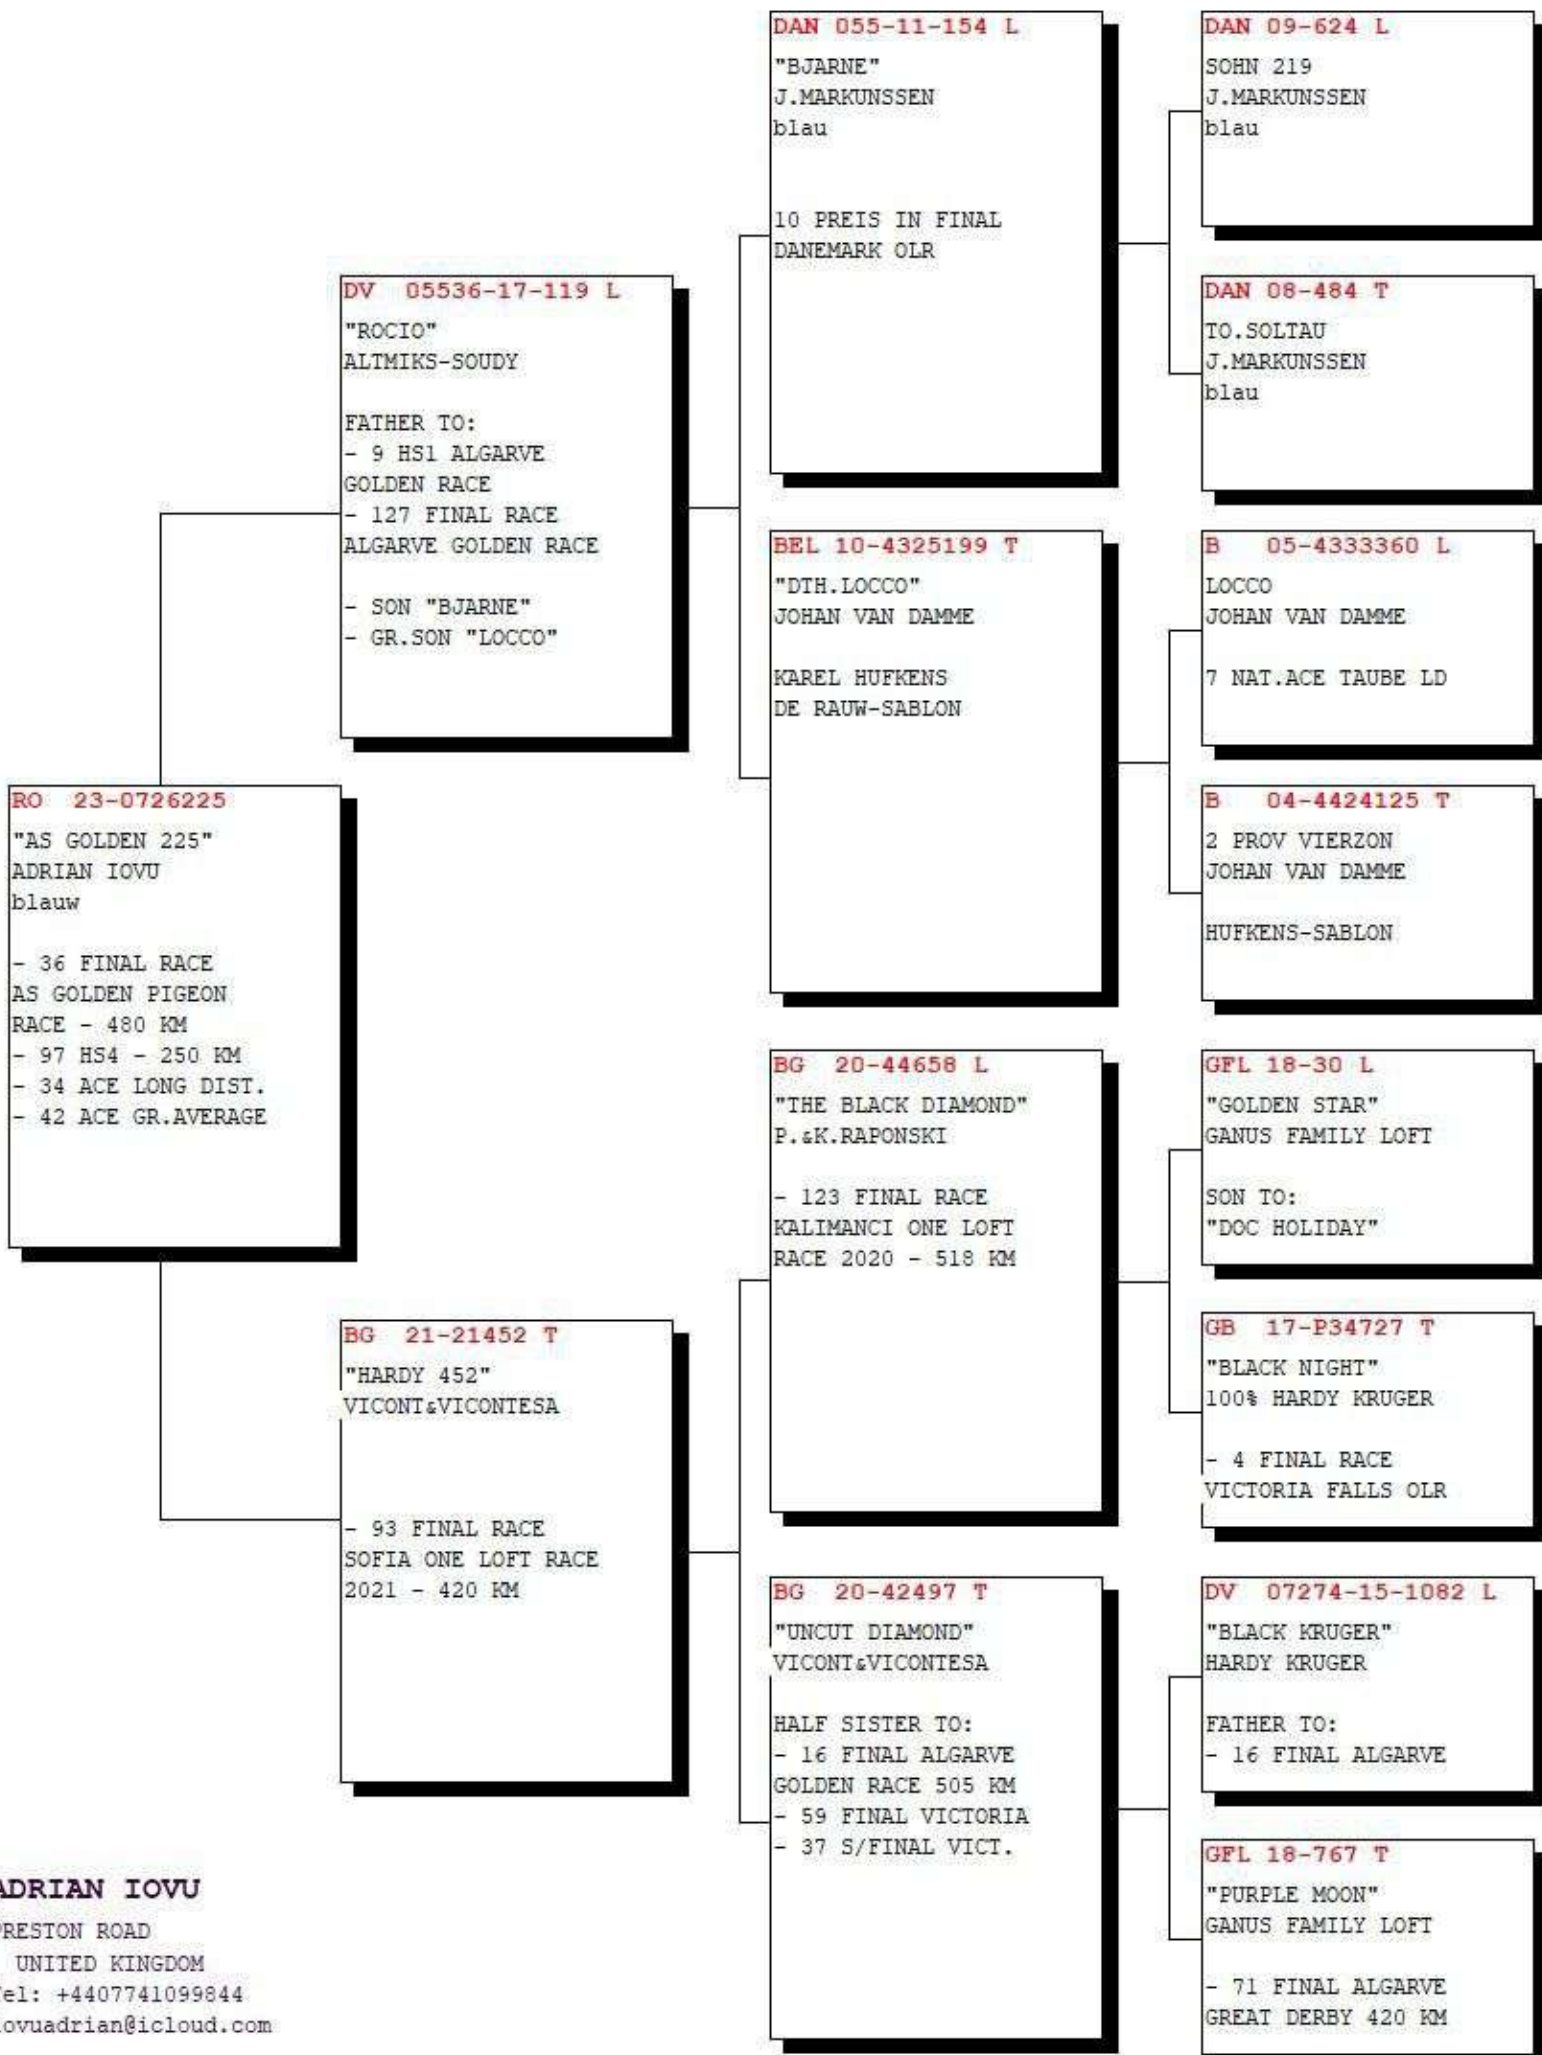 RO 23-0726225
"AS GOLDEN 225"
ADRIAN IOVU
blauw
- 36 FINAL RACE
AS GOLDEN PIGEON
RACE - 480 KM
- 97 HS4 - 250 KM
- 34 ACE LONG DIST.
- 42 ACE GR.AVERAGE
DV 05536-17-119 L
"ROCIO"
ALTMIKS-SOUDY
FATHER TO:
- 9 HS1 ALGARVE
GOLDEN RACE
- 127 FINAL RACE
ALGARVE GOLDEN RACE
- SON "BJARNE"
- GR.SON "LOCCO"
BG 21-21452 T
"HARDY 452"
VICONT&VICONTESA
- 93 FINAL RACE
SOFIA ONE LOFT RACE
2021 - 420 KM
DAN 055-11-154 L
"BJARNE"
J.MARKUNSSEN
blau
10 PREIS IN FINAL
DANEMARK OLR
BEL 10-4325199 T
"DTH.LOCCO"
JOHAN VAN DAMME
KAREL HUFKENS
DE RAUW-SABLON
BG 20-44658 L
"THE BLACK DIAMOND"
P.&K.RAPONSKI
- 123 FINAL RACE
KALIMANCI ONE LOFT
RACE 2020 - 518 KM
BG 20-42497 T
"UNCUT DIAMOND"
VICONT&VICONTESA
HALF SISTER TO:
- 16 FINAL ALGARVE
GOLDEN RACE 505 KM
- 59 FINAL VICTORIA
- 37 S/FINAL VICT.
DAN 09-624 L
SOHN 219
J.MARKUNSSEN
blau
DAN 08-484 T
TO.SOLTAU
J.MARKUNSSEN
blau
B 05-4333360 L
LOCCO
JOHAN VAN DAMME
7 NAT.ACE TAUBE LD
B 04-4424125 T
2 PROV VIERZON
JOHAN VAN DAMME
HUFKENS-SABLON
GFL 18-30 L
"GOLDEN STAR"
GANUS FAMILY LOFT
SON TO:
"DOC HOLIDAY"
GB 17-P34727 T
"BLACK NIGHT"
100% HARDY KRUGER
- 4 FINAL RACE
VICTORIA FALLS OLR
DV 07274-15-1082 L
"BLACK KRUGER"
HARDY KRUGER
FATHER TO:
- 16 FINAL ALGARVE
GFL 18-767 T
"PURPLE MOON"
GANUS FAMILY LOFT
- 71 FINAL ALGARVE
GREAT DERBY 420 KM
ADRIAN IOVU
PRESTON ROAD
UNITED KINGDOM
Tel: +4407741099844
iovuadrian@icloud.com